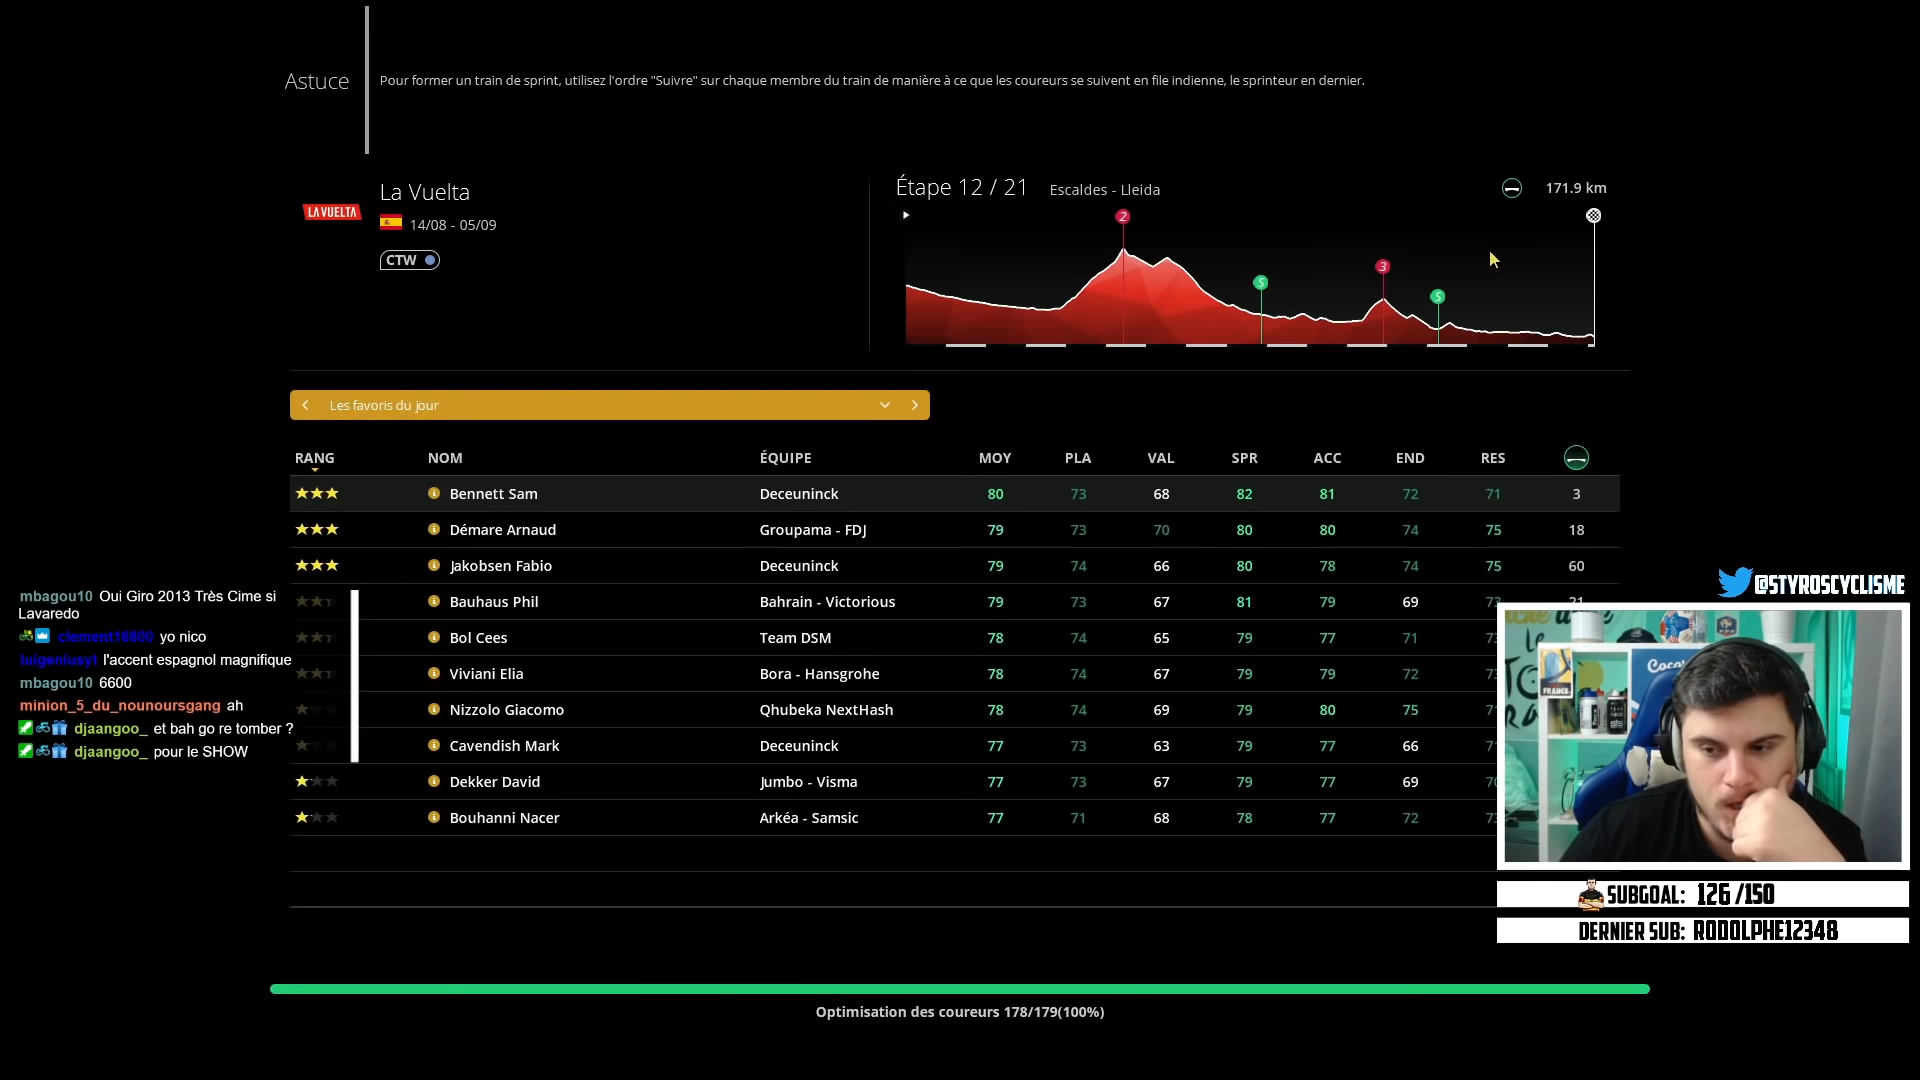 Astuce
Pour former un train de sprint, utilisez l'ordre "Suivre" sur chaque membre du train de manière à ce que les coureurs se suivent en file indienne, le sprinteur en dernier.
LA VUELTA
La Vuelta
14/08 - 05/09
CTW
Étape 12 / 21 Escaldes - Lleida 171.9 km
2
S
3
S
Les favoris du jour
RANG NOM ÉQUIPE MOY PLA VAL SPR ACC END RES
Bennett Sam Deceuninck 80 73 68 82 81 72 71 3
Démare Arnaud Groupama - FDJ 79 73 70 80 80 74 75 18
Jakobsen Fabio Deceuninck 79 74 66 80 78 74 75 60
Bauhaus Phil Bahrain - Victorious 79 73 67 81 79 69
Bol Cees Team DSM 78 74 65 79 77 71
Viviani Elia Bora - Hansgrohe 78 74 67 79 79 72
Nizzolo Giacomo Qhubeka NextHash 78 74 69 79 80 75
Cavendish Mark Deceuninck 77 73 63 79 77 66
Dekker David Jumbo - Visma 77 73 67 79 77 69
Bouhanni Nacer Arkéa - Samsic 77 71 68 78 77 72
mbagou10 Oui Giro 2013 Très Cime si
Lavaredo
clement16600 yo nico
luigeniusyt l'accent espagnol magnifique
mbagou10 6600
minion_5_du_nounoursgang ah
djaangoo_ et bah go re tomber ?
djaangoo_ pour le SHOW
@STYROSCYCLISME
FRANCE
SUBGOAL: 126 /150
DERNIER SUB: RODOLPHE12348
Optimisation des coureurs 178/179(100%)